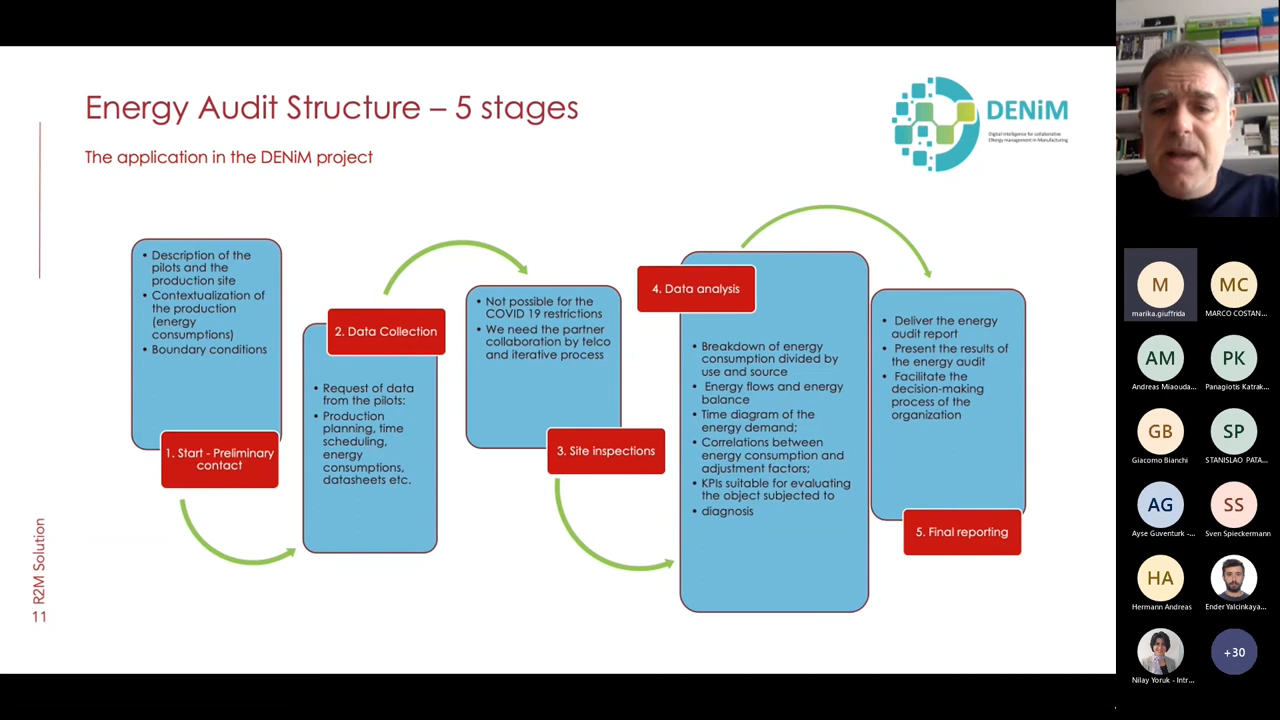 Energy Audit Structure – 5 stages
The application in the DENiM project
DENiM
Digital intelligence for collaborative
ENergy management in Manufacturing
• Description of the
pilots and the
production site
• Contextualization of
the production
(energy
consumptions)
• Boundary conditions
1. Start - Preliminary
contact
2. Data Collection
• Request of data
from the pilots:
• Production
planning, time
scheduling,
energy
consumptions,
datasheets etc.
• Not possible for the
COVID 19 restrictions
• We need the partner
collaboration by telco
and iterative process
3. Site inspections
4. Data analysis
• Breakdown of energy
consumption divided by
use and source
• Energy flows and energy
balance
• Time diagram of the
energy demand;
• Correlations between
energy consumption and
adjustment factors;
• KPIs suitable for evaluating
the object subjected to
• diagnosis
• Deliver the energy
audit report
• Present the results of
the energy audit
• Facilitate the
decision-making
process of the
organization
5. Final reporting
11 R2M Solution
M
marika.giuffrida
MC
MARCO COSTAN...
AM
Andreas Miaouda...
PK
Panagiotis Katrak...
GB
Giacomo Bianchi
SP
STANISLAO PATA...
AG
Ayse Guventurk -...
SS
Sven Spieckermann
HA
Hermann Andreas
Ender Yalcinkaya...
Nilay Yoruk - Intr...
+30